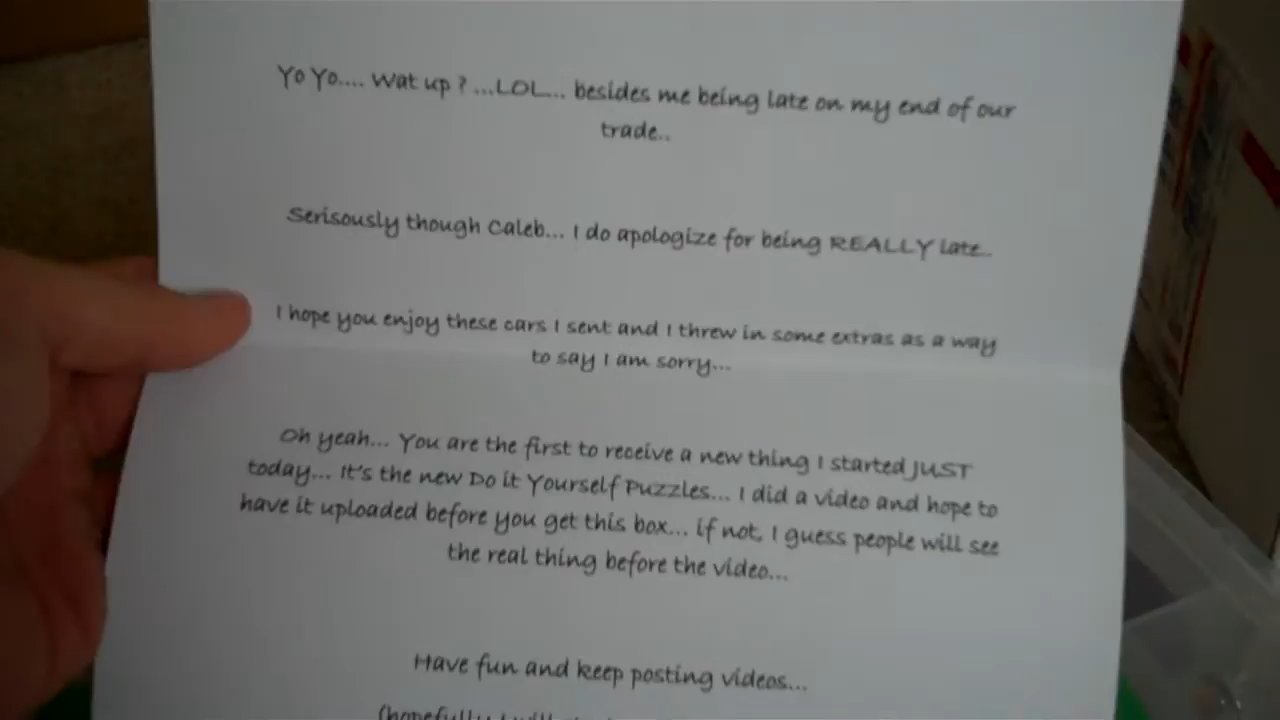 Yo Yo.... Wat up ? ...LOL... besides me being late on my end of our
trade..
Serisously though Caleb... I do apologize for being REALLY late..
I hope you enjoy these cars I sent and I threw in some extras as a way
to say I am sorry...
Oh yeah... You are the first to receive a new thing I started JUST
today... It's the new Do it Yourself Puzzles... I did a video and hope to
have it uploaded before you get this box... if not, I guess people will see
the real thing before the video...
Have fun and keep posting videos...
(hopefully I will